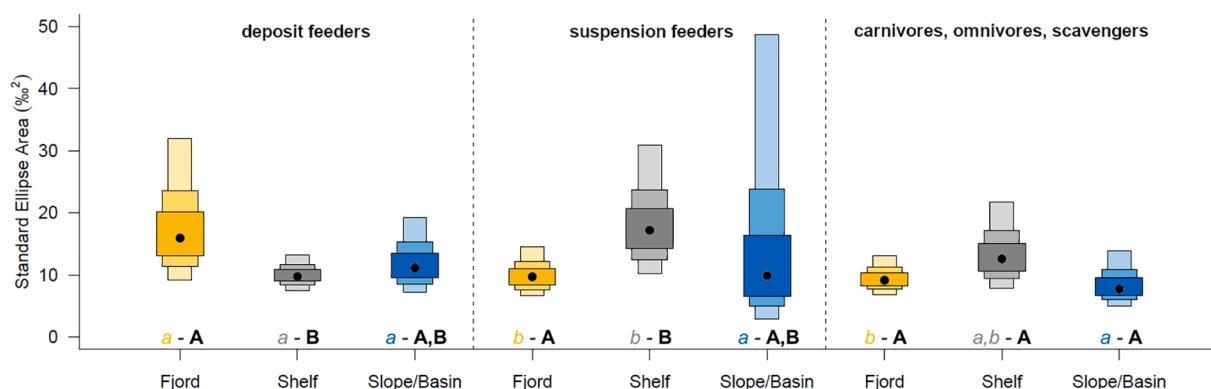 deposit feeders
suspension feeders
carnivores, omnivores, scavengers
Standard Ellipse Area (‰²)
50
40
30
20
10
0
a - A
a - B
a - A,B
b - A
b - B
a - A,B
b - A
a,b - A
a - A
Fjord
Shelf
Slope/Basin
Fjord
Shelf
Slope/Basin
Fjord
Shelf
Slope/Basin